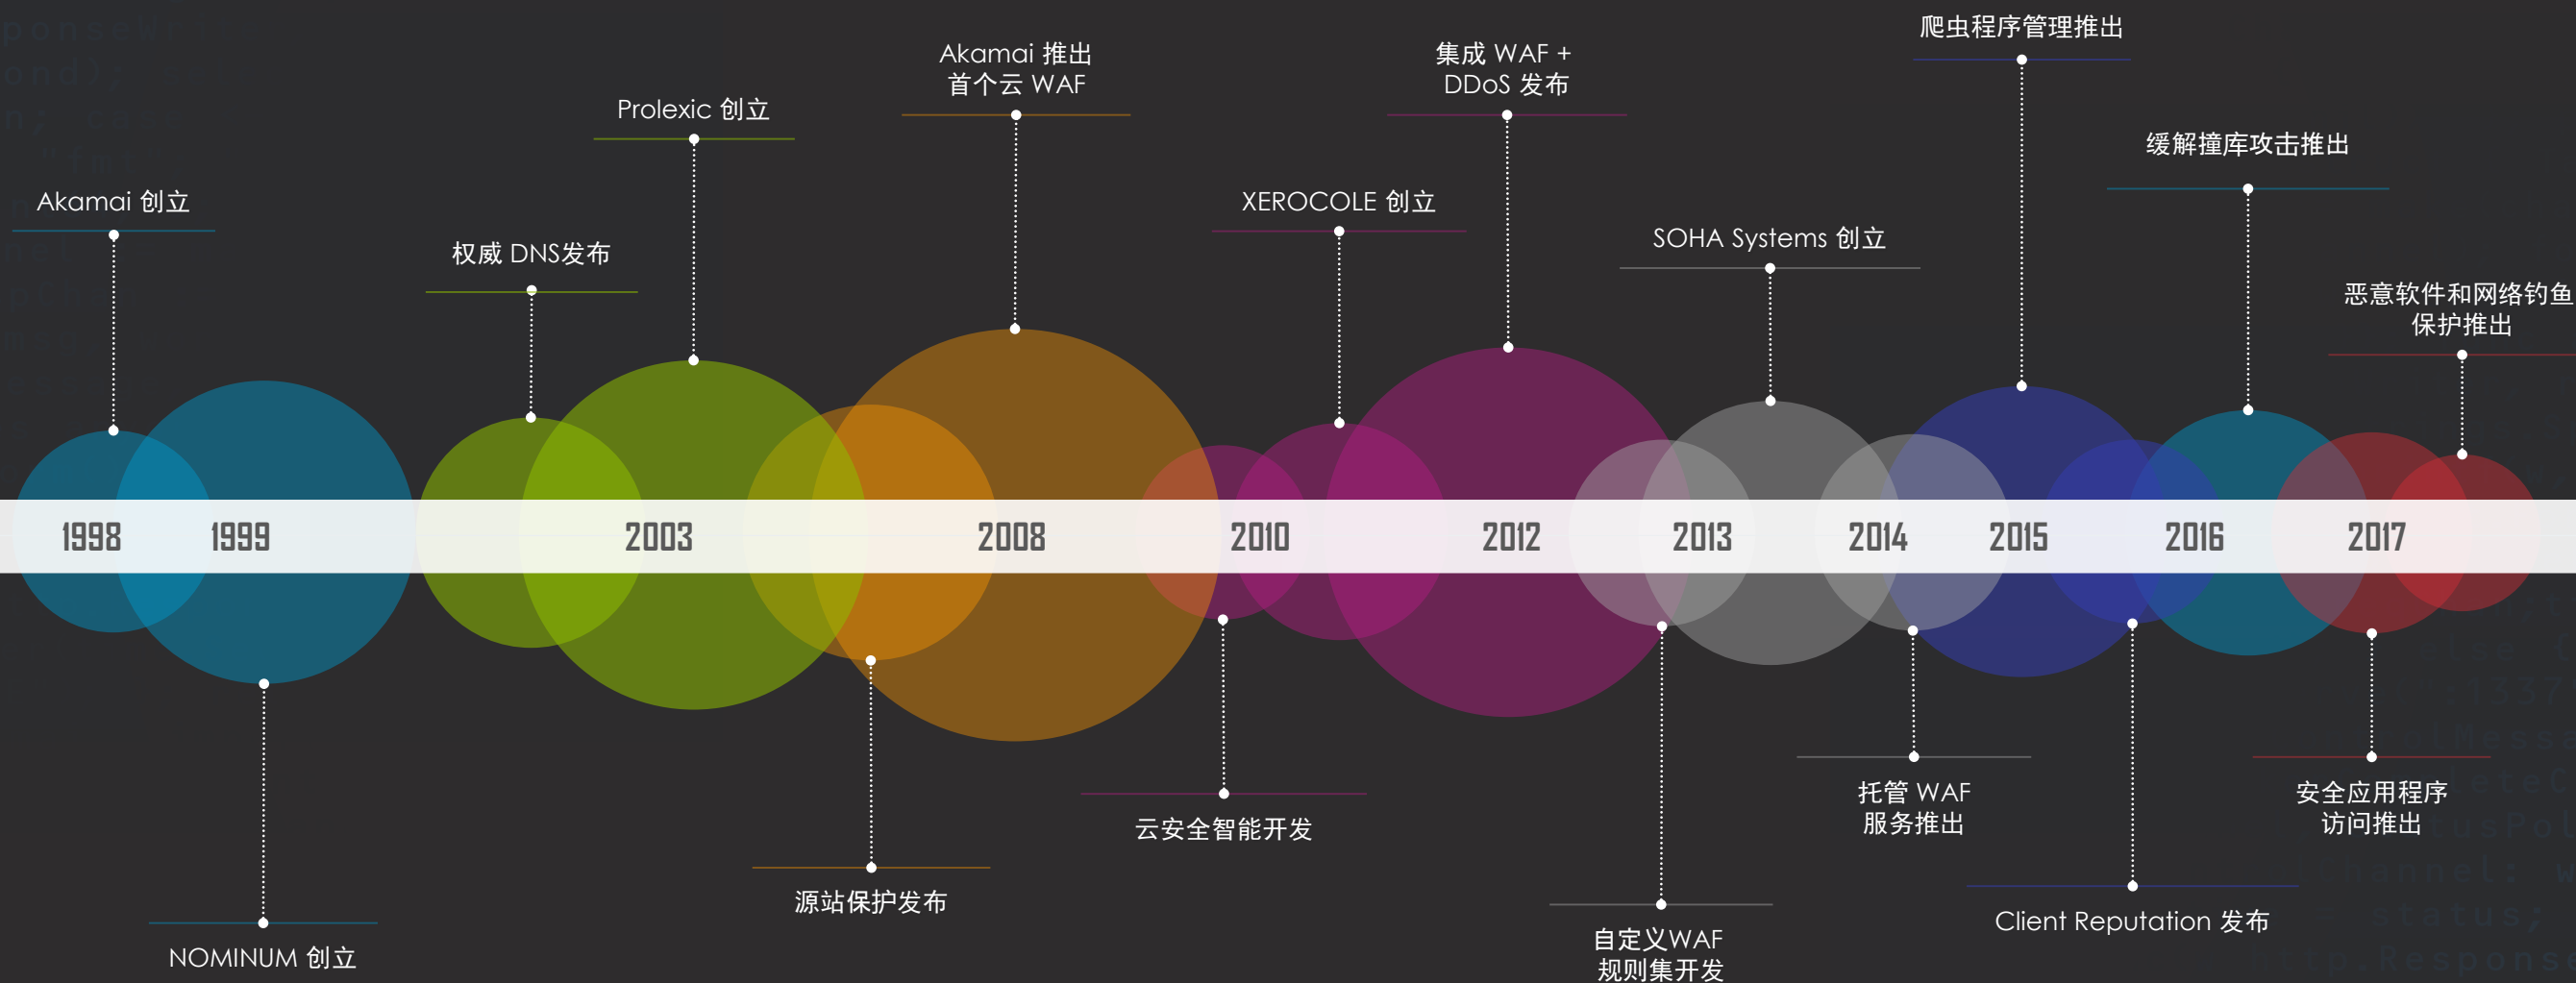 爬虫程序管理推出
Akamai 推出
首个云 WAF
集成 WAF +
DDoS 发布
Prolexic 创立
缓解撞库攻击推出
Akamai 创立
XEROCOLE 创立
权威 DNS发布
SOHA Systems 创立
恶意软件和网络钓鱼
保护推出
1998
1999
2003
2008
2010
2012
2013
2014
2015
2016
2017
云安全智能开发
托管 WAF
服务推出
安全应用程序
访问推出
源站保护发布
Client Reputation 发布
NOMINUM 创立
自定义WAF
规则集开发